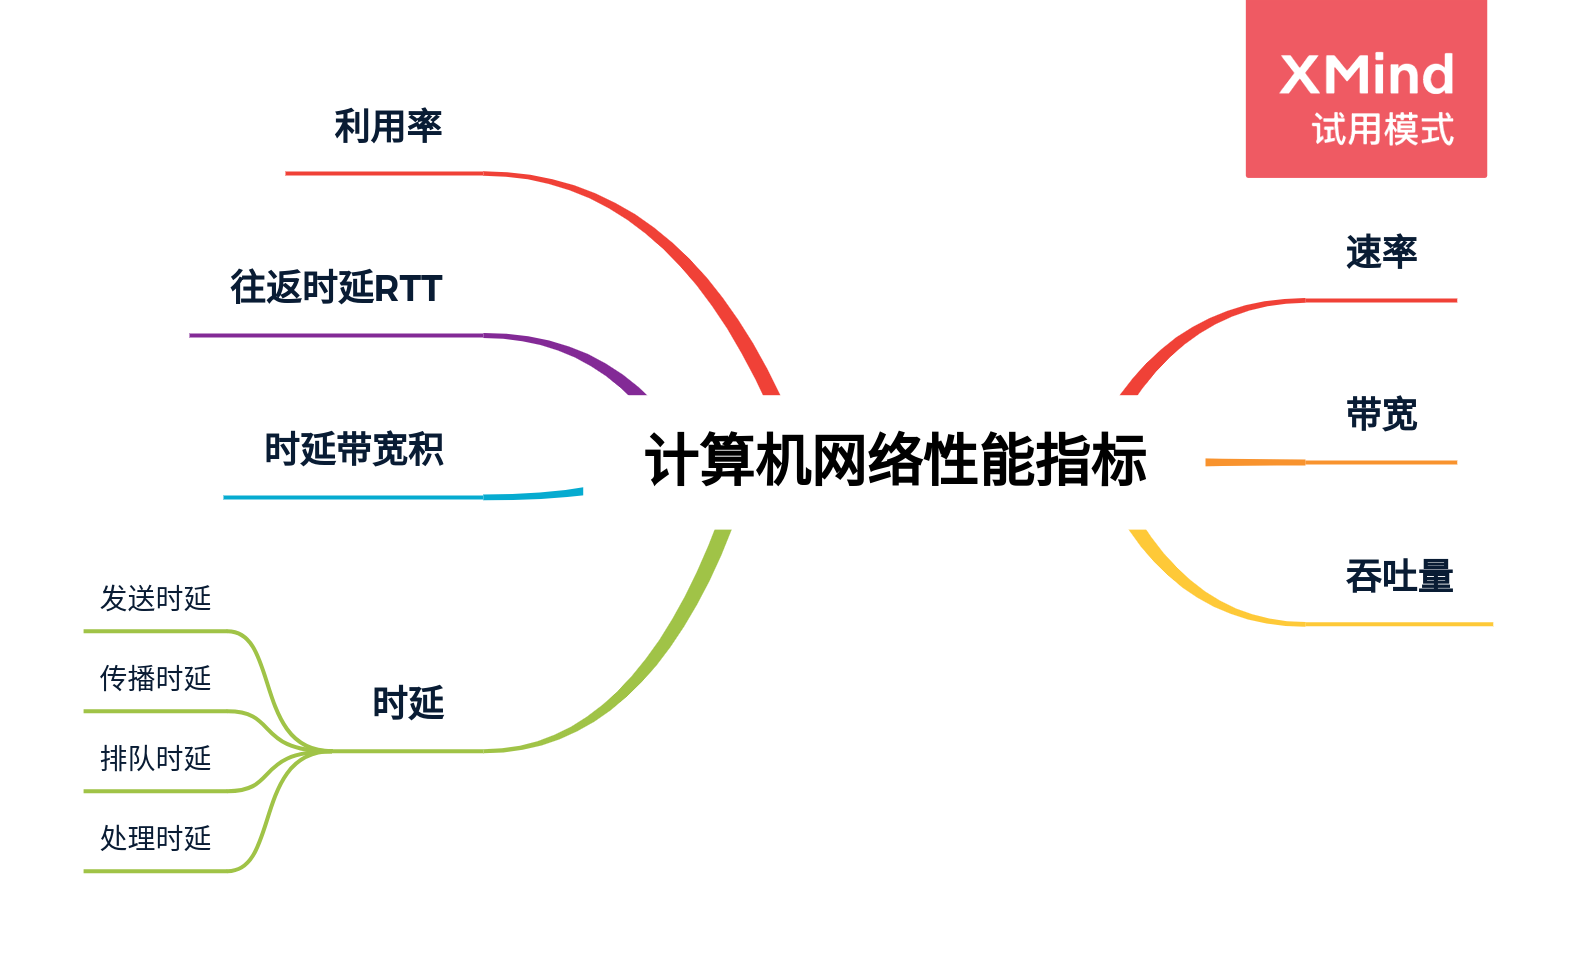 XMind
试用模式
利用率
往返时延RTT
时延带宽积
发送时延
传播时延
排队时延
处理时延
时延
计算机网络性能指标
速率
带宽
吞吐量